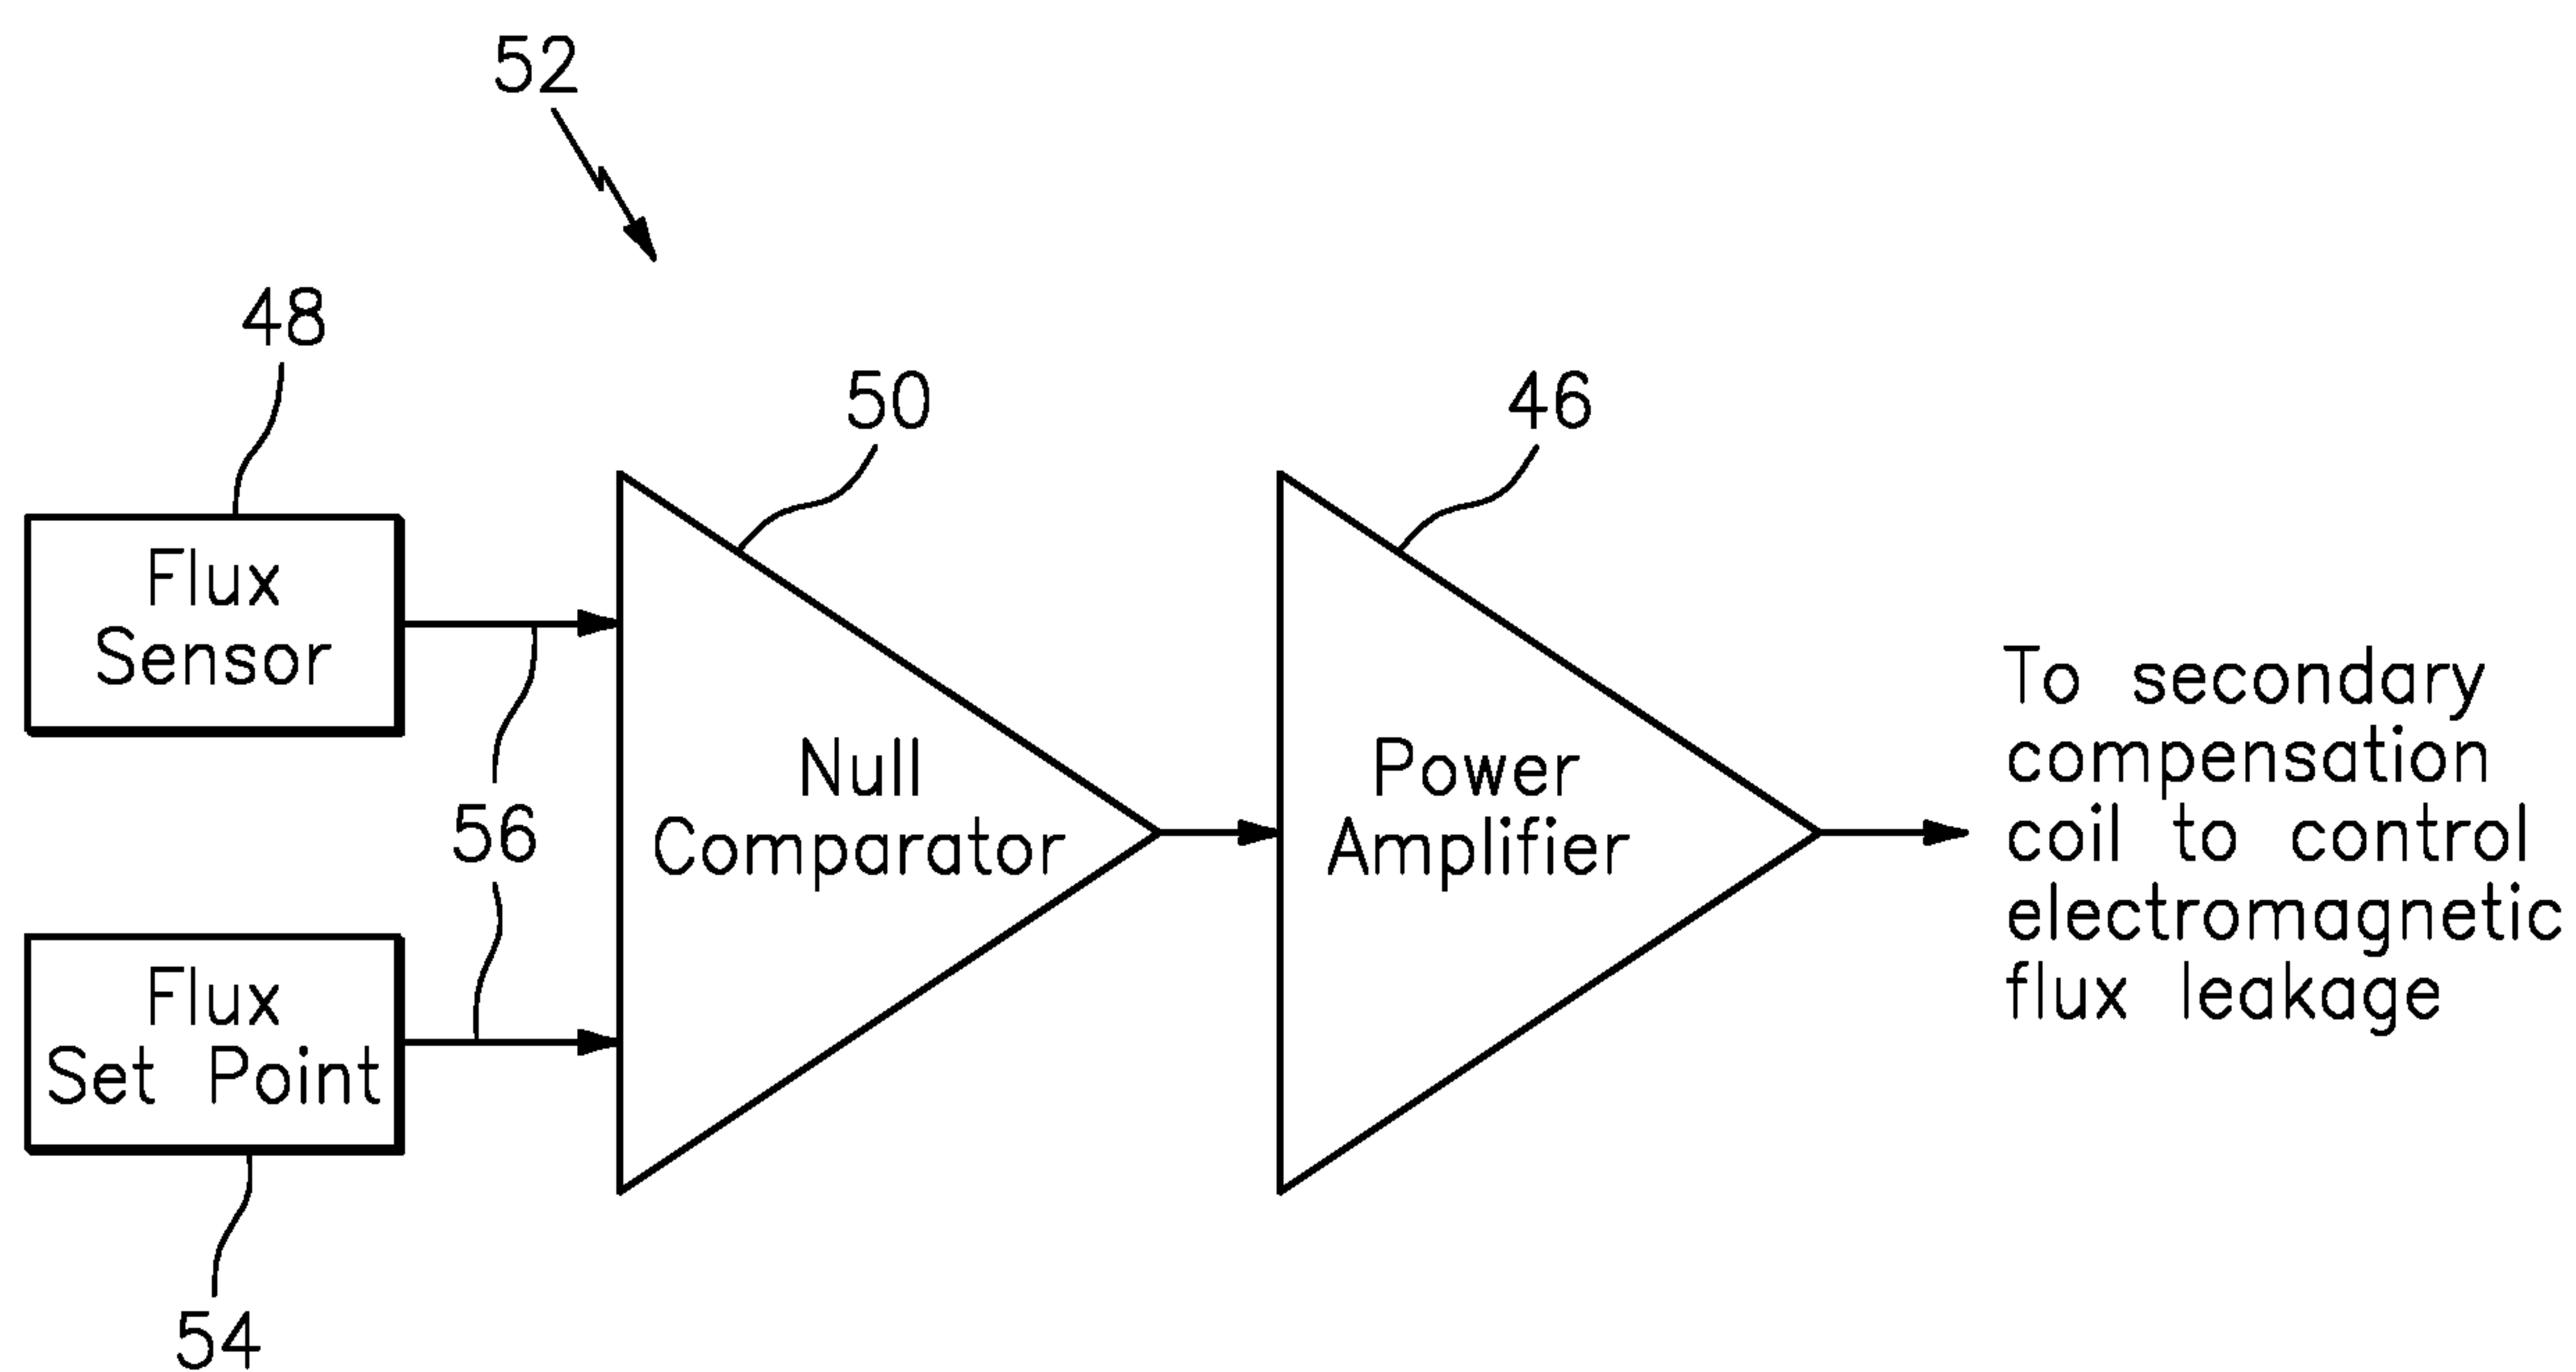 52
48
50
46
Flux
Sensor
56
Null
Comparator
Power
Amplifier
To secondary
compensation
coil to control
electromagnetic
flux leakage
Flux
Set Point
54